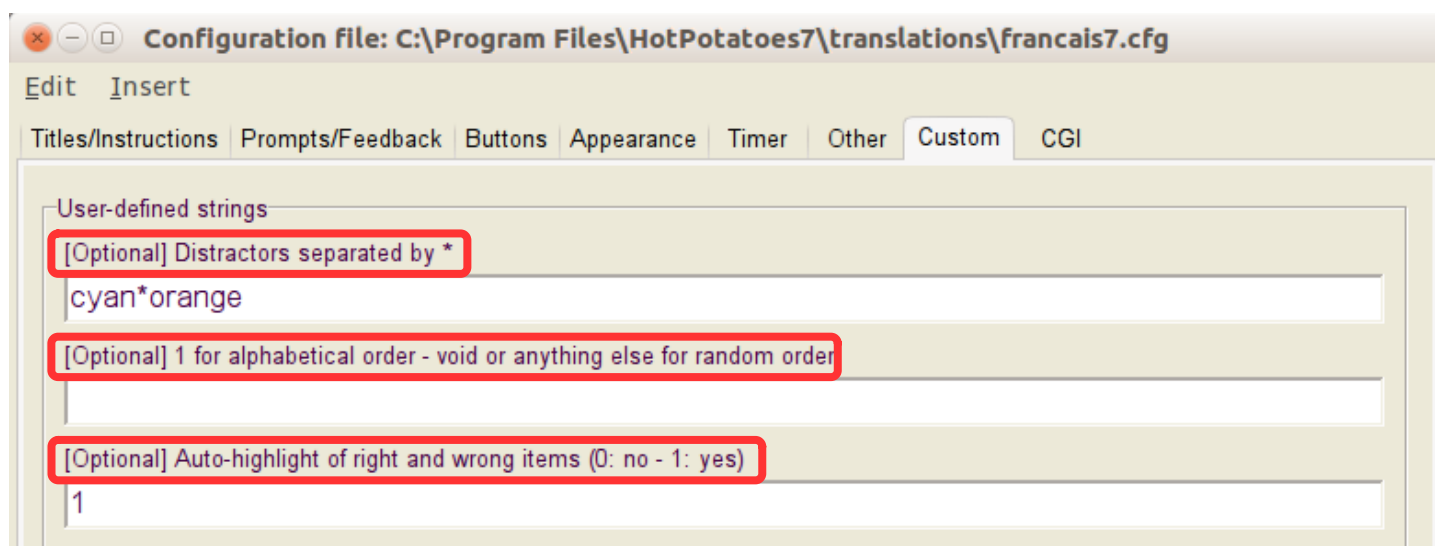 Configuration file: C:\Program Files\HotPotatoes7\translations\francais7.cfg
Edit Insert
Titles/Instructions Prompts/Feedback Buttons Appearance Timer Other Custom CGI
User-defined strings
[Optional] Distractors separated by *
cyan*orange
[Optional] 1 for alphabetical order - void or anything else for random order
[Optional] Auto-highlight of right and wrong items (0: no - 1: yes)
1